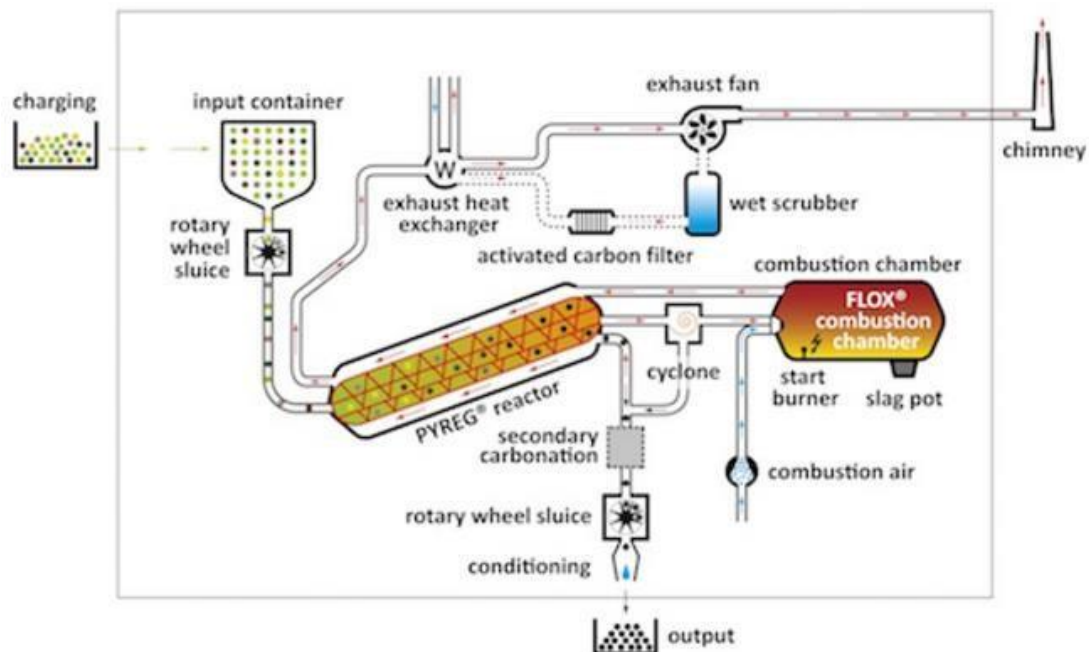 charging
input container
exhaust fan
chimney
W
exhaust heat
exchanger
wet scrubber
rotary
wheel
sluice
activated carbon filter
combustion chamber
FLOX®
combustion
chamber
cyclone
start
burner
slag pot
PYREG® reactor
secondary
carbonation
combustion air
rotary wheel sluice
conditioning
output